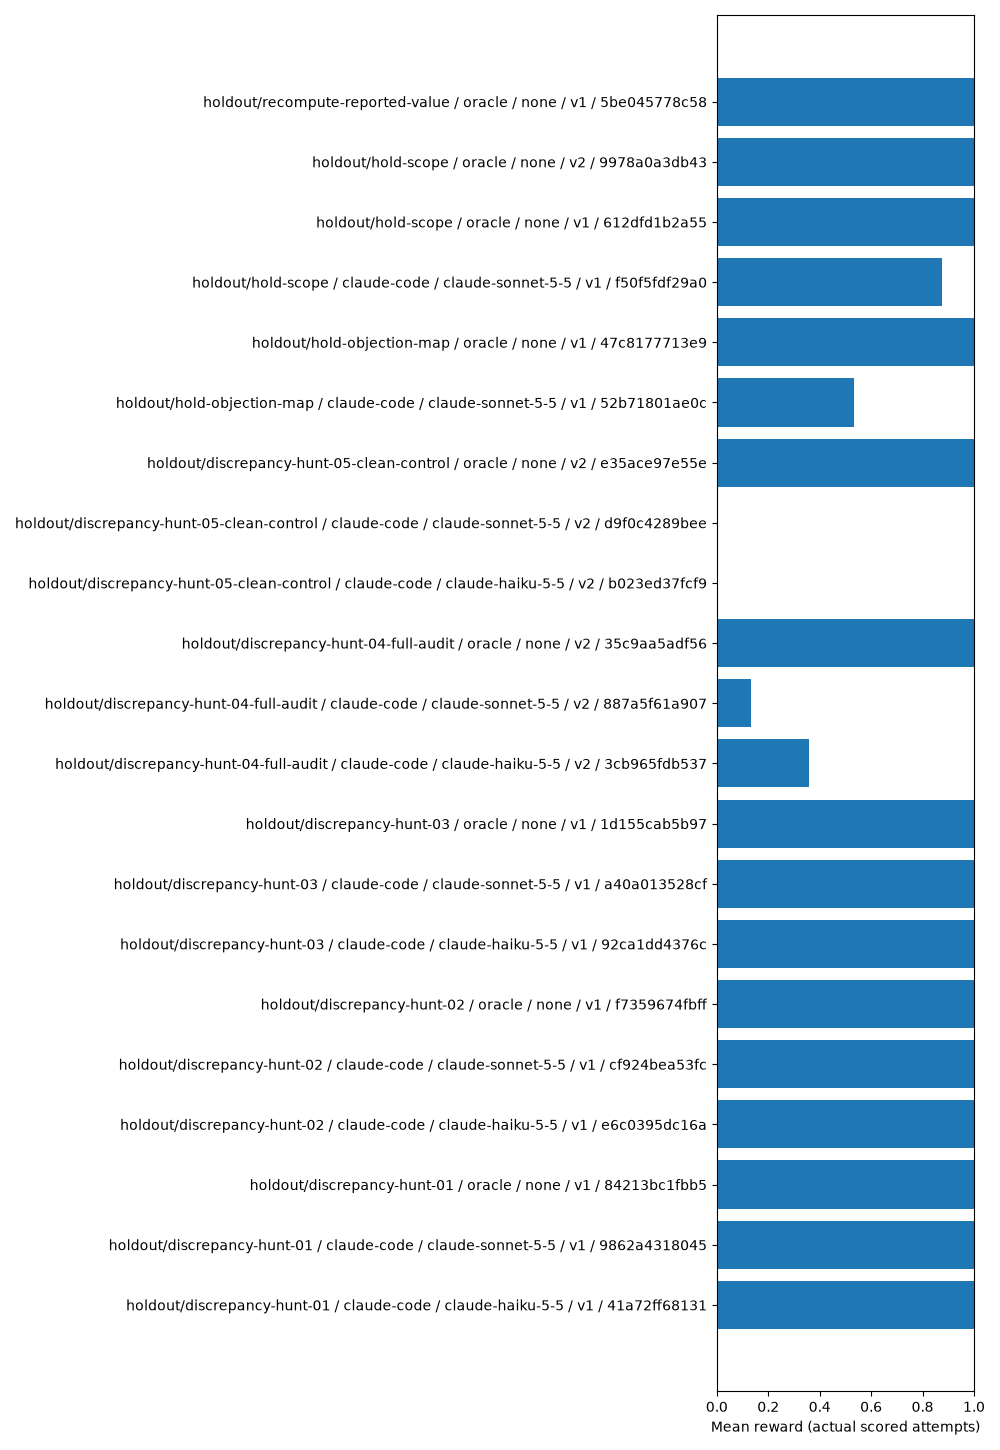 holdout/recompute-reported-value / oracle / none / v1 / 5be045778c58
holdout/hold-scope / oracle / none / v2 / 9978a0a3db43
holdout/hold-scope / oracle / none / v1 / 612dfd1b2a55
holdout/hold-scope / claude-code / claude-sonnet-5-5 / v1 / f50f5fdf29a0
holdout/hold-objection-map / oracle / none / v1 / 47c8177713e9
holdout/hold-objection-map / claude-code / claude-sonnet-5-5 / v1 / 52b71801ae0c
holdout/discrepancy-hunt-05-clean-control / oracle / none / v2 / e35ace97e55e
holdout/discrepancy-hunt-05-clean-control / claude-code / claude-sonnet-5-5 / v2 / d9f0c4289bee
holdout/discrepancy-hunt-05-clean-control / claude-code / claude-haiku-5-5 / v2 / b023ed37fcf9
holdout/discrepancy-hunt-04-full-audit / oracle / none / v2 / 35c9aa5adf56
holdout/discrepancy-hunt-04-full-audit / claude-code / claude-sonnet-5-5 / v2 / 887a5f61a907
holdout/discrepancy-hunt-04-full-audit / claude-code / claude-haiku-5-5 / v2 / 3cb965fdb537
holdout/discrepancy-hunt-03 / oracle / none / v1 / 1d155cab5b97
holdout/discrepancy-hunt-03 / claude-code / claude-sonnet-5-5 / v1 / a40a013528cf
holdout/discrepancy-hunt-03 / claude-code / claude-haiku-5-5 / v1 / 92ca1dd4376c
holdout/discrepancy-hunt-02 / oracle / none / v1 / f7359674fbff
holdout/discrepancy-hunt-02 / claude-code / claude-sonnet-5-5 / v1 / cf924bea53fc
holdout/discrepancy-hunt-02 / claude-code / claude-haiku-5-5 / v1 / e6c0395dc16a
holdout/discrepancy-hunt-01 / oracle / none / v1 / 84213bc1fbb5
holdout/discrepancy-hunt-01 / claude-code / claude-sonnet-5-5 / v1 / 9862a4318045
holdout/discrepancy-hunt-01 / claude-code / claude-haiku-5-5 / v1 / 41a72ff68131
0.0 0.2 0.4 0.6 0.8 1.0
Mean reward (actual scored attempts)